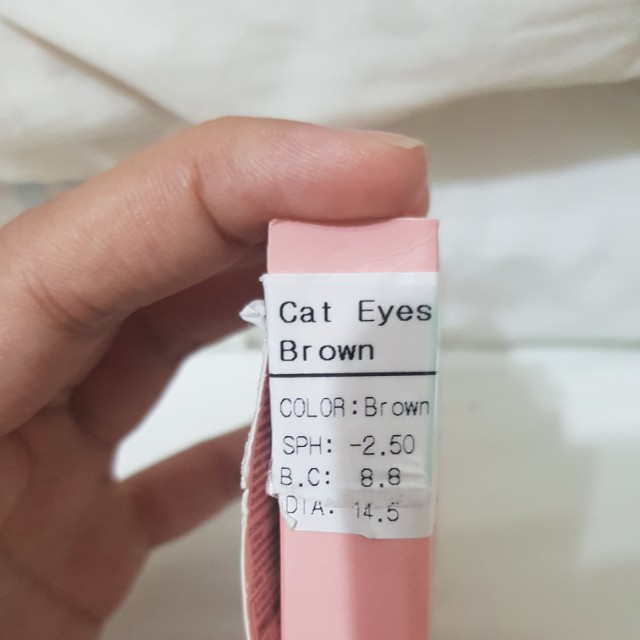 Cat Eyes
Brown
COLOR:Brown
SPH: -2.50
B.C: 8.8
DIA: 14.5